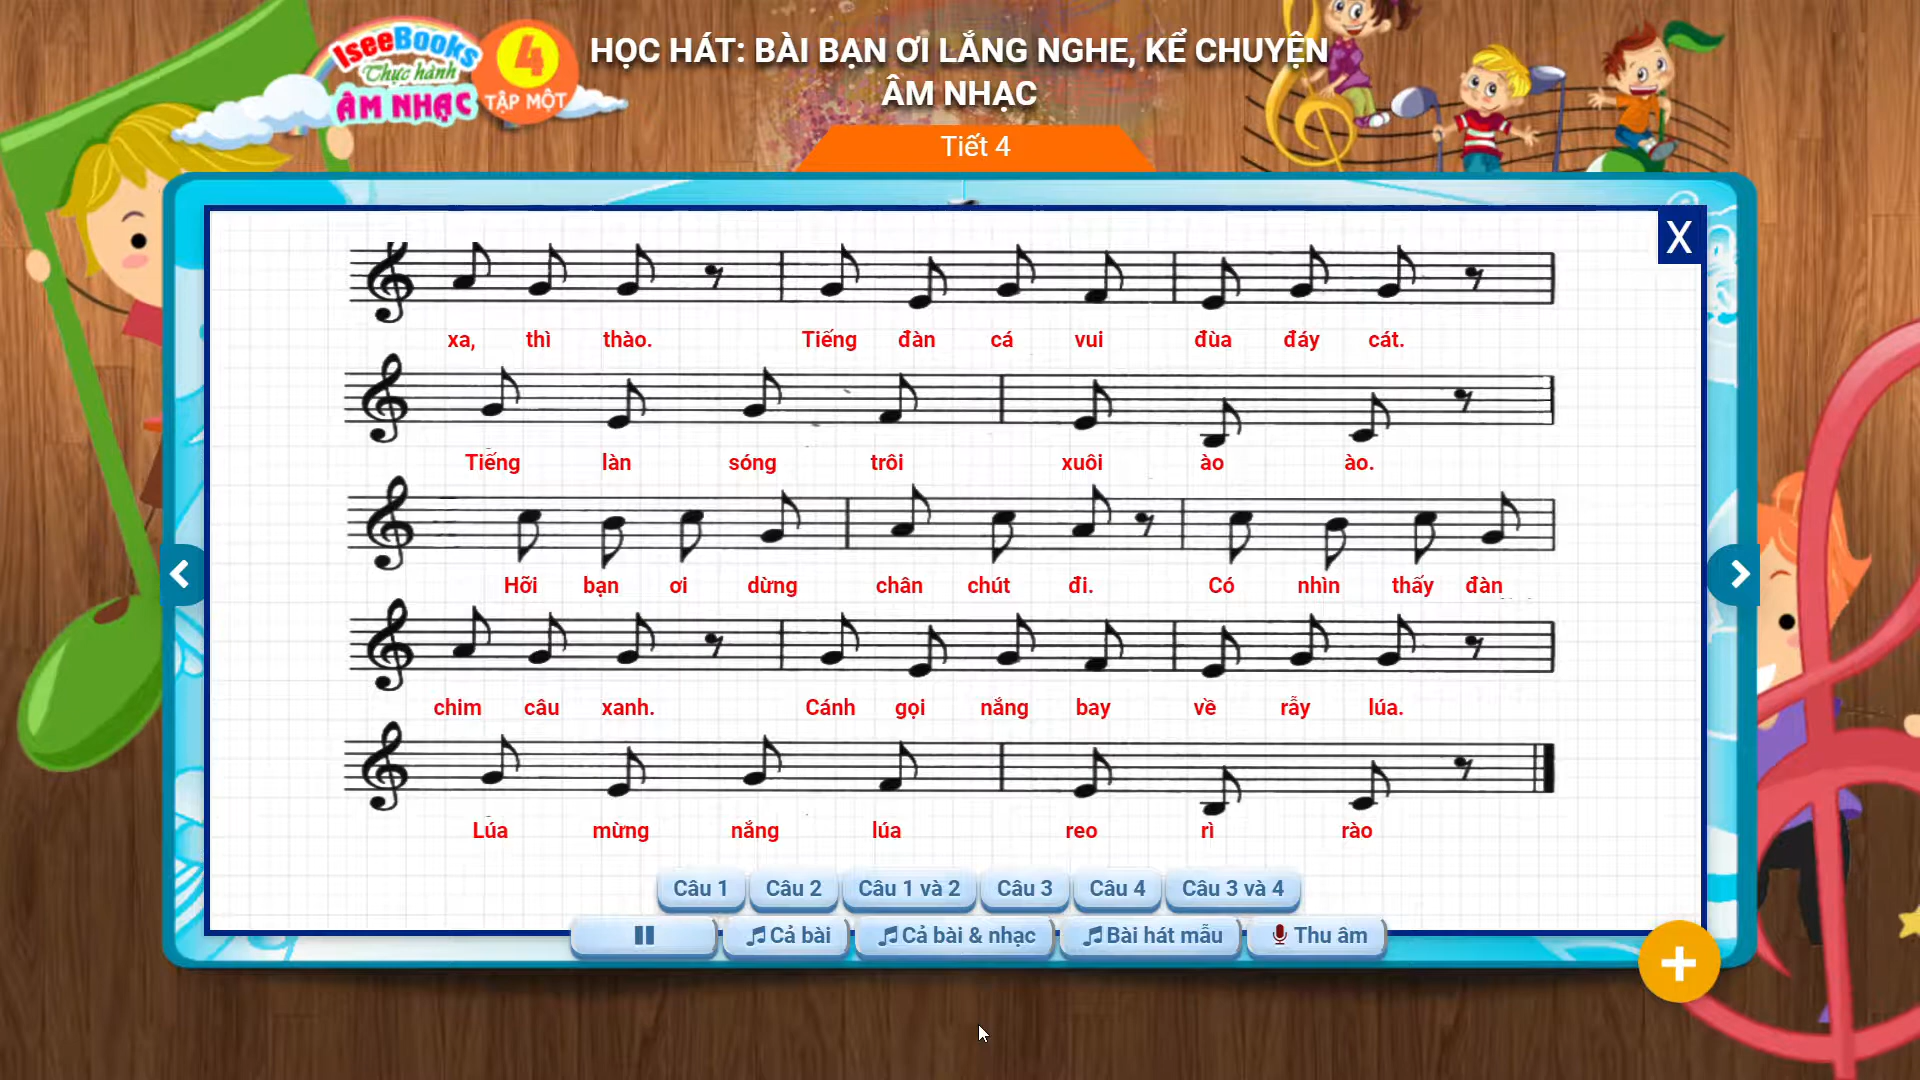 IseeBooks
Thực hành
ÂM NHẠC
4
TẬP MỘT
HỌC HÁT: BÀI BẠN ƠI LẮNG NGHE, KỂ CHUYỆN
ÂM NHẠC
Tiết 4
X
xa, thì thào. Tiếng đàn cá vui đùa đáy cát.
Tiếng làn sóng trôi xuôi ào ào.
Hỡi bạn ơi dừng chân chút đi. Có nhìn thấy đàn
chim câu xanh. Cánh gọi nắng bay về rẫy lúa.
Lúa mừng nắng lúa reo rì rào
Câu 1 Câu 2 Câu 1 và 2 Câu 3 Câu 4 Câu 3 và 4
Cả bài Cả bài & nhạc Bài hát mẫu Thu âm